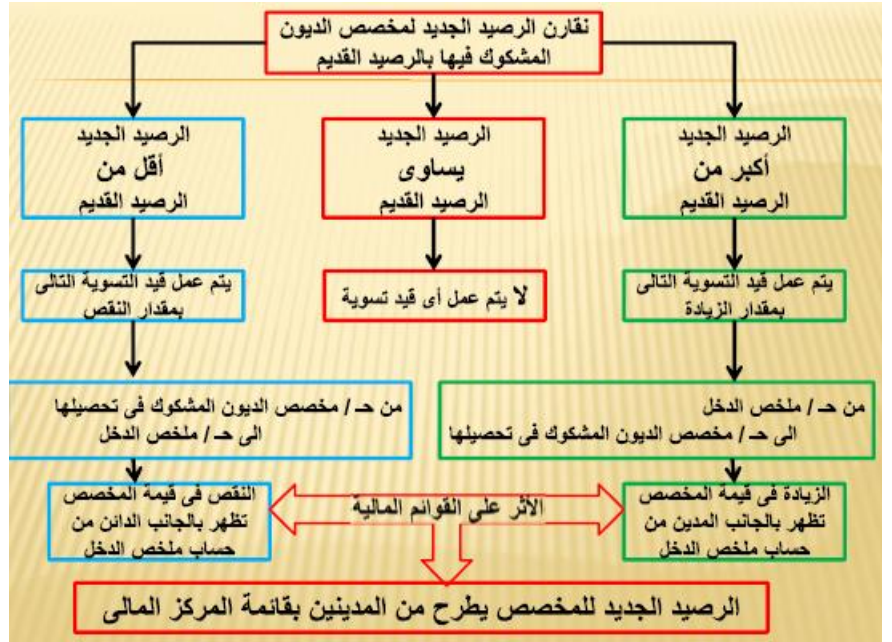 نقارن الرصيد الجديد لمخصص الديون
المشكوك فيها بالرصيد القديم
الرصيد الجديد
أكبر من
الرصيد القديم
الرصيد الجديد
يساوى
الرصيد القديم
الرصيد الجديد
أقل من
الرصيد القديم
يتم عمل قيد التسوية التالى
بمقدار الزيادة
لا يتم عمل أى قيد تسوية
يتم عمل قيد التسوية التالى
بمقدار النقص
من حـ / ملخص الدخل
الى حـ / مخصص الديون المشكوك فى تحصيلها
من حـ / مخصص الديون المشكوك فى تحصيلها
الى حـ / ملخص الدخل
الزيادة فى قيمة المخصص
تظهر بالجانب المدين من
حساب ملخص الدخل
الأثر على القوائم المالية
النقص فى قيمة المخصص
تظهر بالجانب الدائن من
حساب ملخص الدخل
الرصيد الجديد للمخصص يطرح من المدينين بقائمة المركز المالى